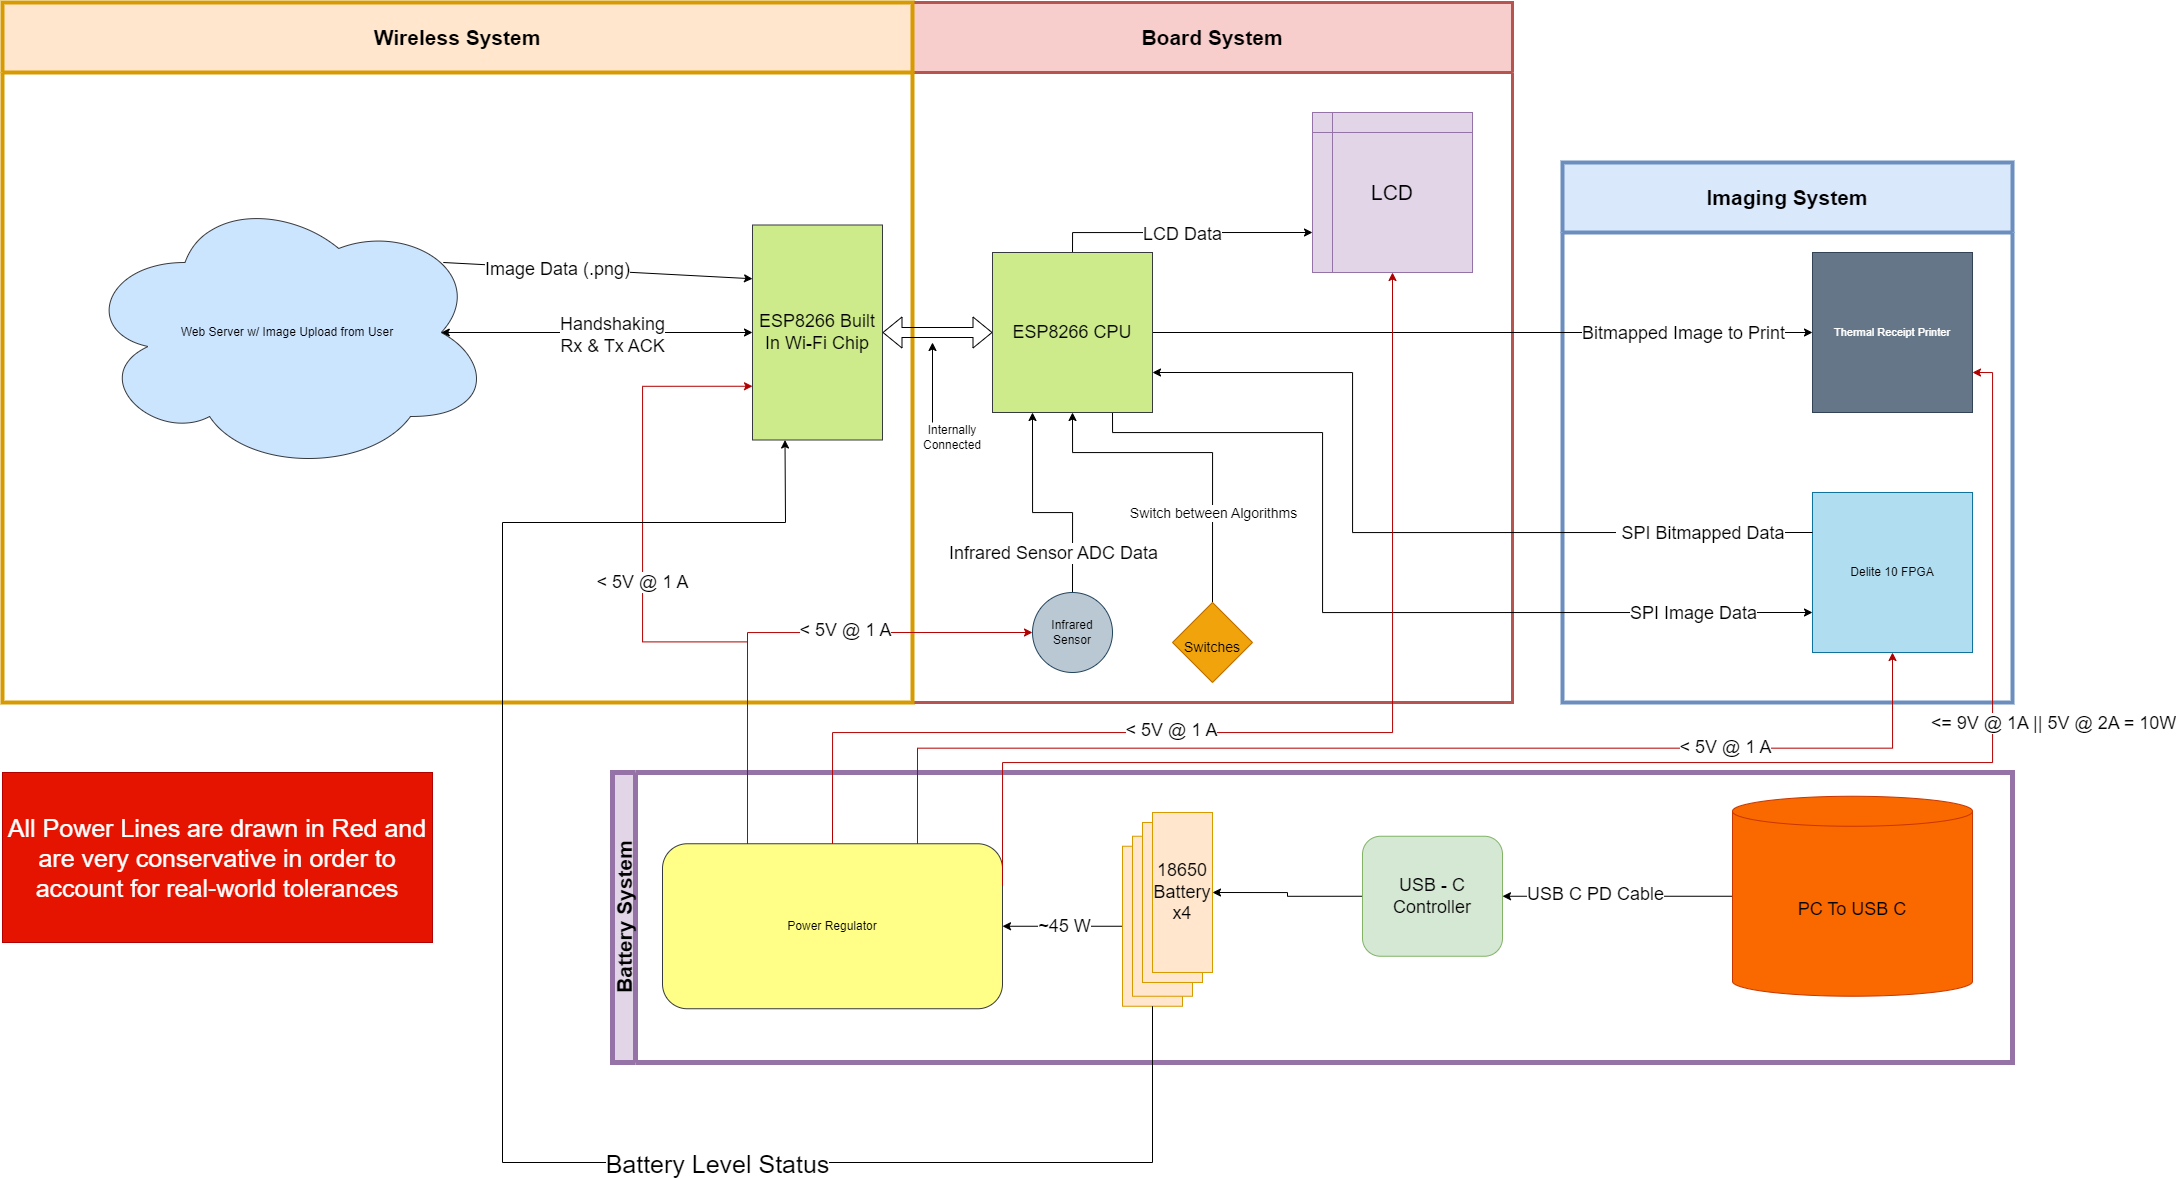 Wireless System
Board System
Imaging System
LCD
LCD Data
Image Data (.png)
Web Server w/ Image Upload from User
Handshaking
Rx & Tx ACK
ESP8266 Built
In Wi-Fi Chip
ESP8266 CPU
Bitmapped Image to Print
Thermal Receipt Printer
Internally
Connected
Switch between Algorithms
Infrared Sensor ADC Data
SPI Bitmapped Data
Delite 10 FPGA
SPI Image Data
< 5V @ 1 A
< 5V @ 1 A
Infrared
Sensor
Switches
< 5V @ 1 A
< 5V @ 1 A
<= 9V @ 1A || 5V @ 2A = 10W
All Power Lines are drawn in Red and
are very conservative in order to
account for real-world tolerances
Battery System
Power Regulator
~45 W
18650
Battery
x4
USB - C
Controller
USB C PD Cable
PC To USB C
Battery Level Status